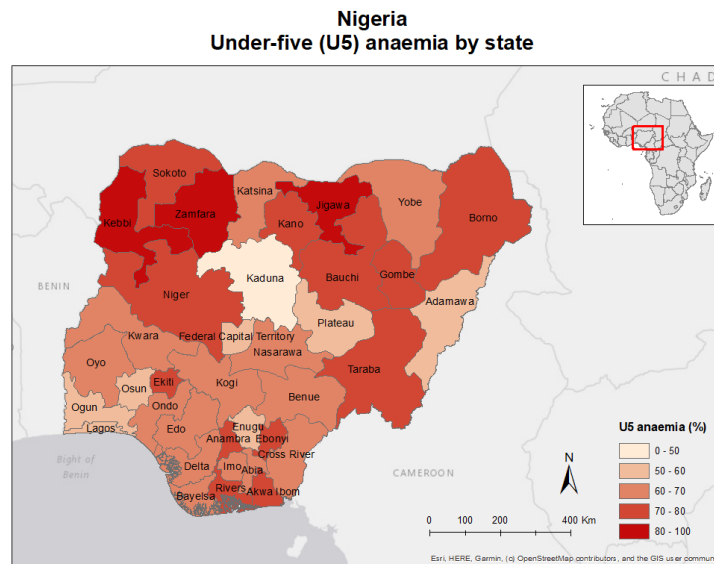 Nigeria
Under-five (U5) anaemia by state
CHAD
Sokoto
Katsina
Jigawa
Yobe
Kebbi
Zamfara
Kano
Borno
BENIN
Kaduna
Bauchi
Gombe
Niger
Adamawa
Plateau
Kwara
Federal Capital Territory
Nasarawa
Oyo
Taraba
Osun
Ekiti
Kogi
Benue
Ogun
Ondo
Lagos
Edo
Enugu
Anambra
Ebonyi
Cross River
Bight of
Benin
Delta
Imo
Abia
CAMEROON
Rivers
Akwa Ibom
Bayelsa
U5 anaemia (%)
0 - 50
50 - 60
60 - 70
70 - 80
80 - 100
N
0 100 200 400 Km
Esri, HERE, Garmin, (c) OpenStreetMap contributors, and the GIS user commun